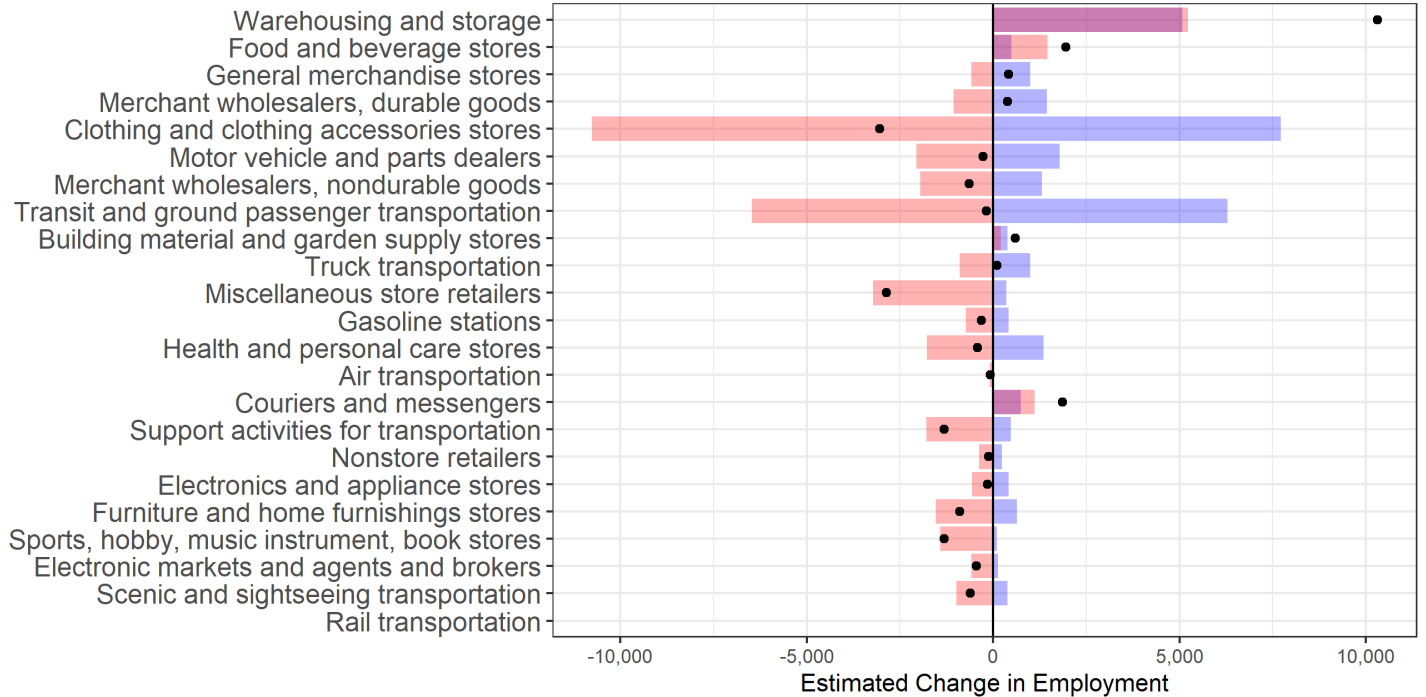 Warehousing and storage
Food and beverage stores
General merchandise stores
Merchant wholesalers, durable goods
Clothing and clothing accessories stores
Motor vehicle and parts dealers
Merchant wholesalers, nondurable goods
Transit and ground passenger transportation
Building material and garden supply stores
Truck transportation
Miscellaneous store retailers
Gasoline stations
Health and personal care stores
Air transportation
Couriers and messengers
Support activities for transportation
Nonstore retailers
Electronics and appliance stores
Furniture and home furnishings stores
Sports, hobby, music instrument, book stores
Electronic markets and agents and brokers
Scenic and sightseeing transportation
Rail transportation
-10,000 -5,000 0 5,000 10,000
Estimated Change in Employment